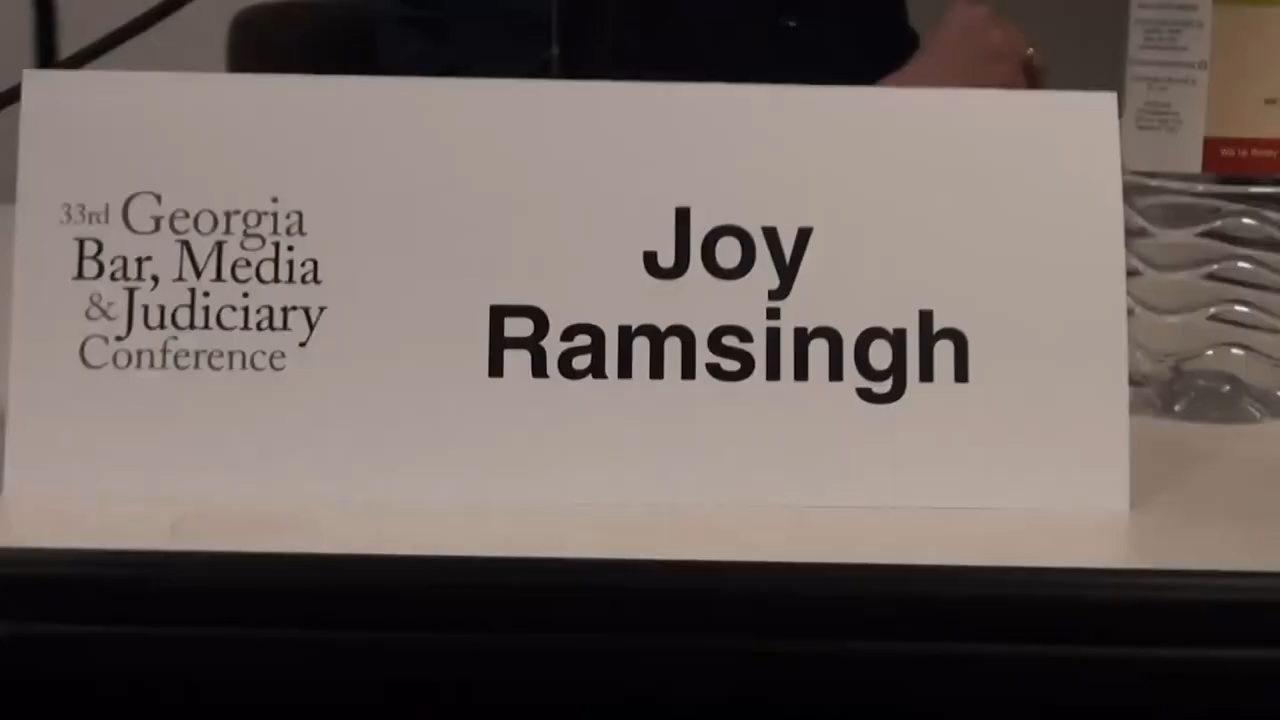 33rd Georgia
Bar, Media
& Judiciary
Conference
Joy
Ramsingh